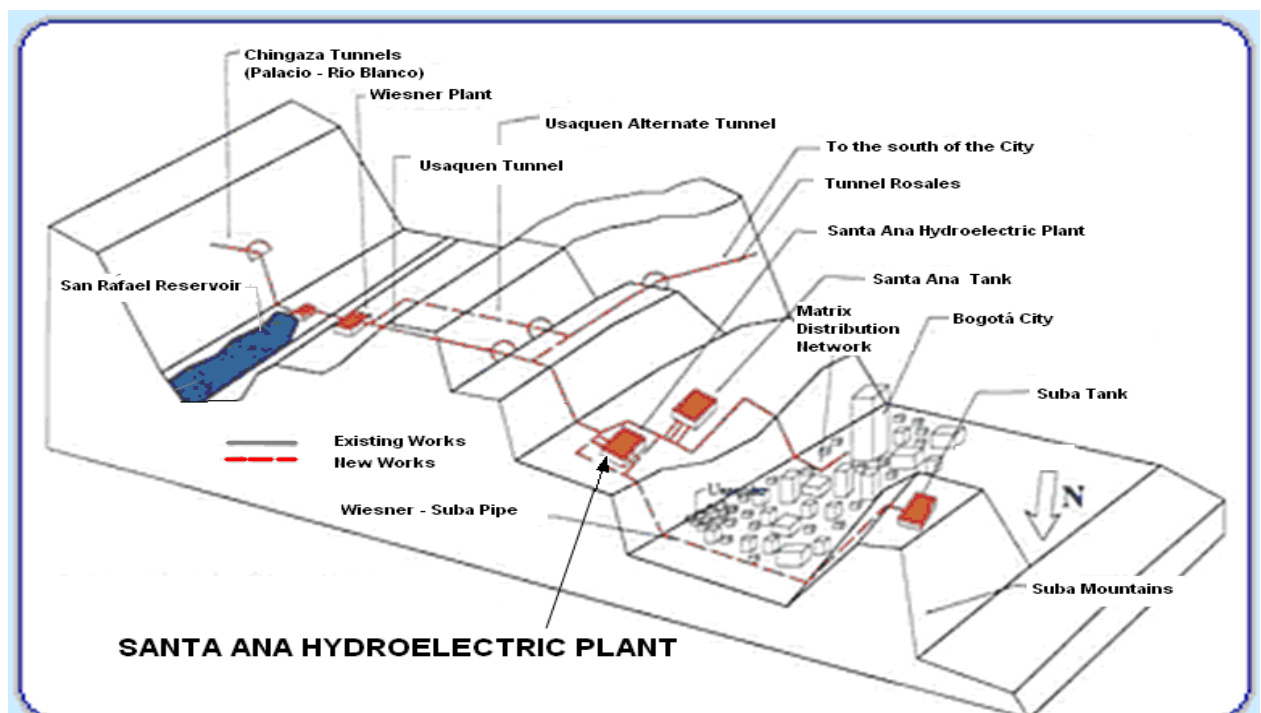 Chingaza Tunnels
(Palacio - Rio Blanco)
Wiesner Plant
Usaquen Alternate Tunnel
Usaquen Tunnel
To the south of the City
Tunnel Rosales
Santa Ana Hydroelectric Plant
San Rafael Reservoir
Santa Ana Tank
Matrix
Distribution
Network
Bogotá City
Suba Tank
Existing Works
New Works
Wiesner - Suba Pipe
N
Suba Mountains
SANTA ANA HYDROELECTRIC PLANT